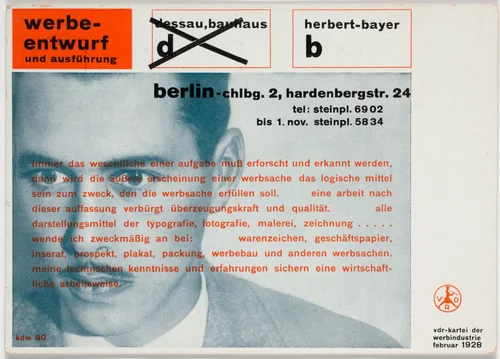 werbe-
entwurf
und ausführung
dessau, bauhaus
d
herbert-bayer
b
berlin-chlbg. 2, hardenbergstr. 24
tel: steinpl. 6902
bis 1. nov. steinpl. 5834
immer das wesentliche einer aufgabe muß erforscht und erkannt werden,
dann wird die äußere erscheinung einer werbsache das logische mittel
sein zum zweck, den die werbsache erfüllen soll. eine arbeit nach
dieser auffassung verbürgt überzeugungskraft und qualität. alle
darstellungsmittel der typografie, fotografie, malerei, zeichnung . . . . .
wende ich zweckmäßig an bei: warenzeichen, geschäftspapier,
inserat, prospekt, plakat, packung, werbebau und anderen werbsachen.
meine technischen kenntnisse und erfahrungen sichern eine wirtschaft-
liche arbeitsweise.
kdw 80
VDR
vdr-kartei der
werbindustrie
februar 1928